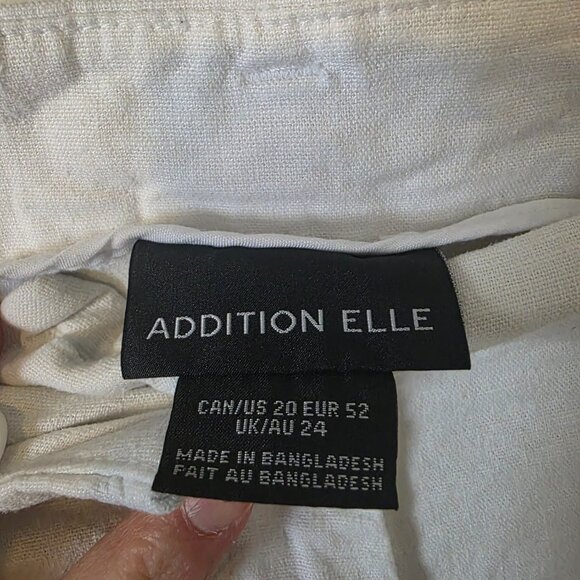 ADDITION ELLE
CAN/US 20 EUR 52
UK/AU 24
MADE IN BANGLADESH
FAIT AU BANGLADESH